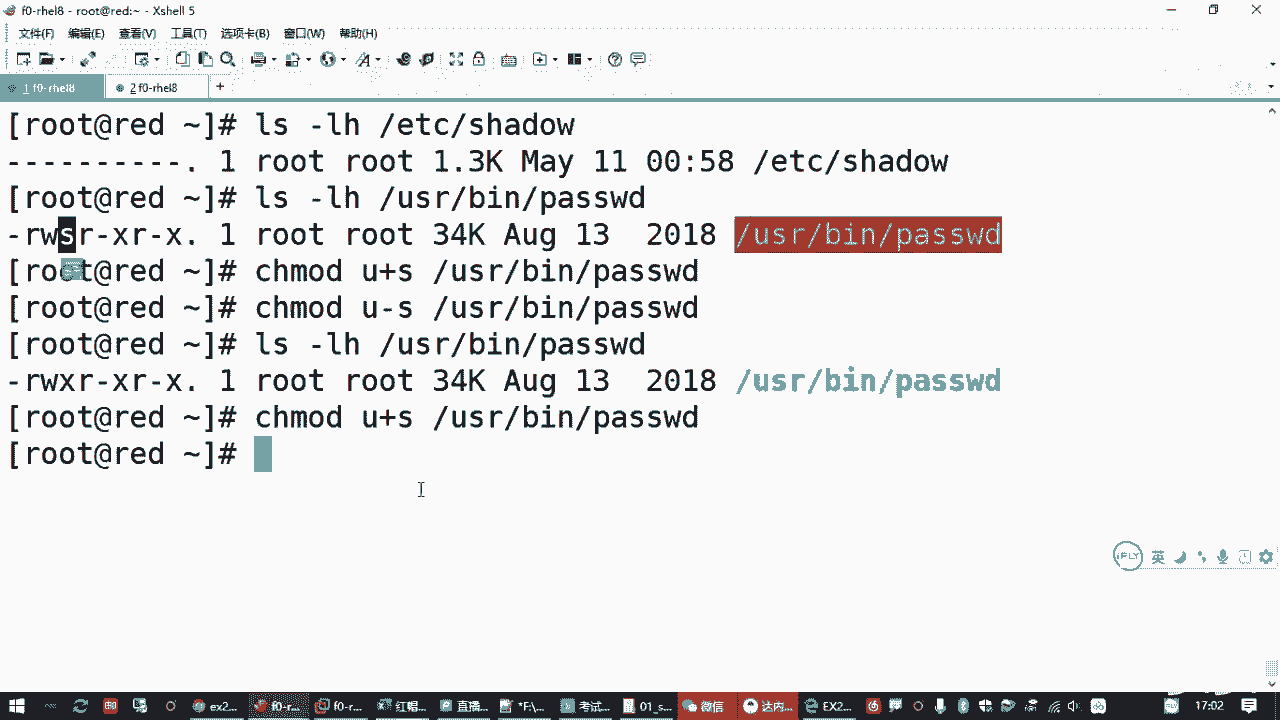 f0-rhel8 - root@red:~ - Xshell 5
文件(F) 编辑(E) 查看(V) 工具(T) 选项卡(B) 窗口(W) 帮助(H)
1 f0-rhel8 2 f0-rhel8 +
[root@red ~]# ls -lh /etc/shadow
----------. 1 root root 1.3K May 11 00:58 /etc/shadow
[root@red ~]# ls -lh /usr/bin/passwd
-rwsr-xr-x. 1 root root 34K Aug 13  2018 /usr/bin/passwd
[root@red ~]# chmod u+s /usr/bin/passwd
[root@red ~]# chmod u-s /usr/bin/passwd
[root@red ~]# ls -lh /usr/bin/passwd
-rwxr-xr-x. 1 root root 34K Aug 13  2018 /usr/bin/passwd
[root@red ~]# chmod u+s /usr/bin/passwd
[root@red ~]#
iFLY 英
ex2... f0-r... f0-r... 红帽... 直播... *F:\... 考试... 01_s... 微信 达内... EX2... 17:02